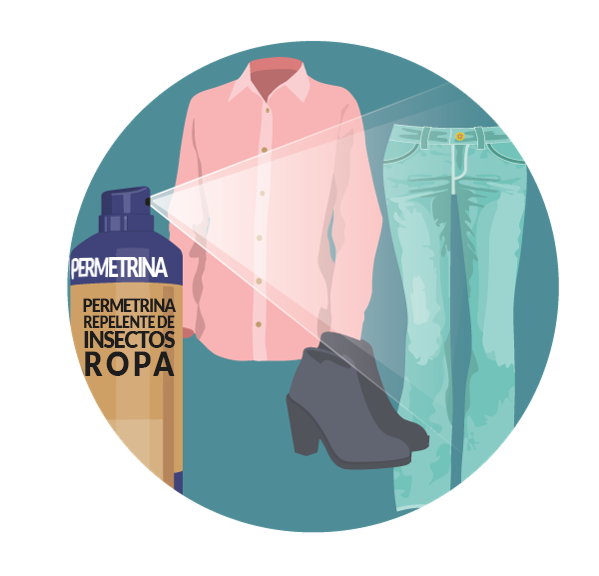 PERMETRINA
PERMETRINA
REPELENTE DE
INSECTOS
ROPA